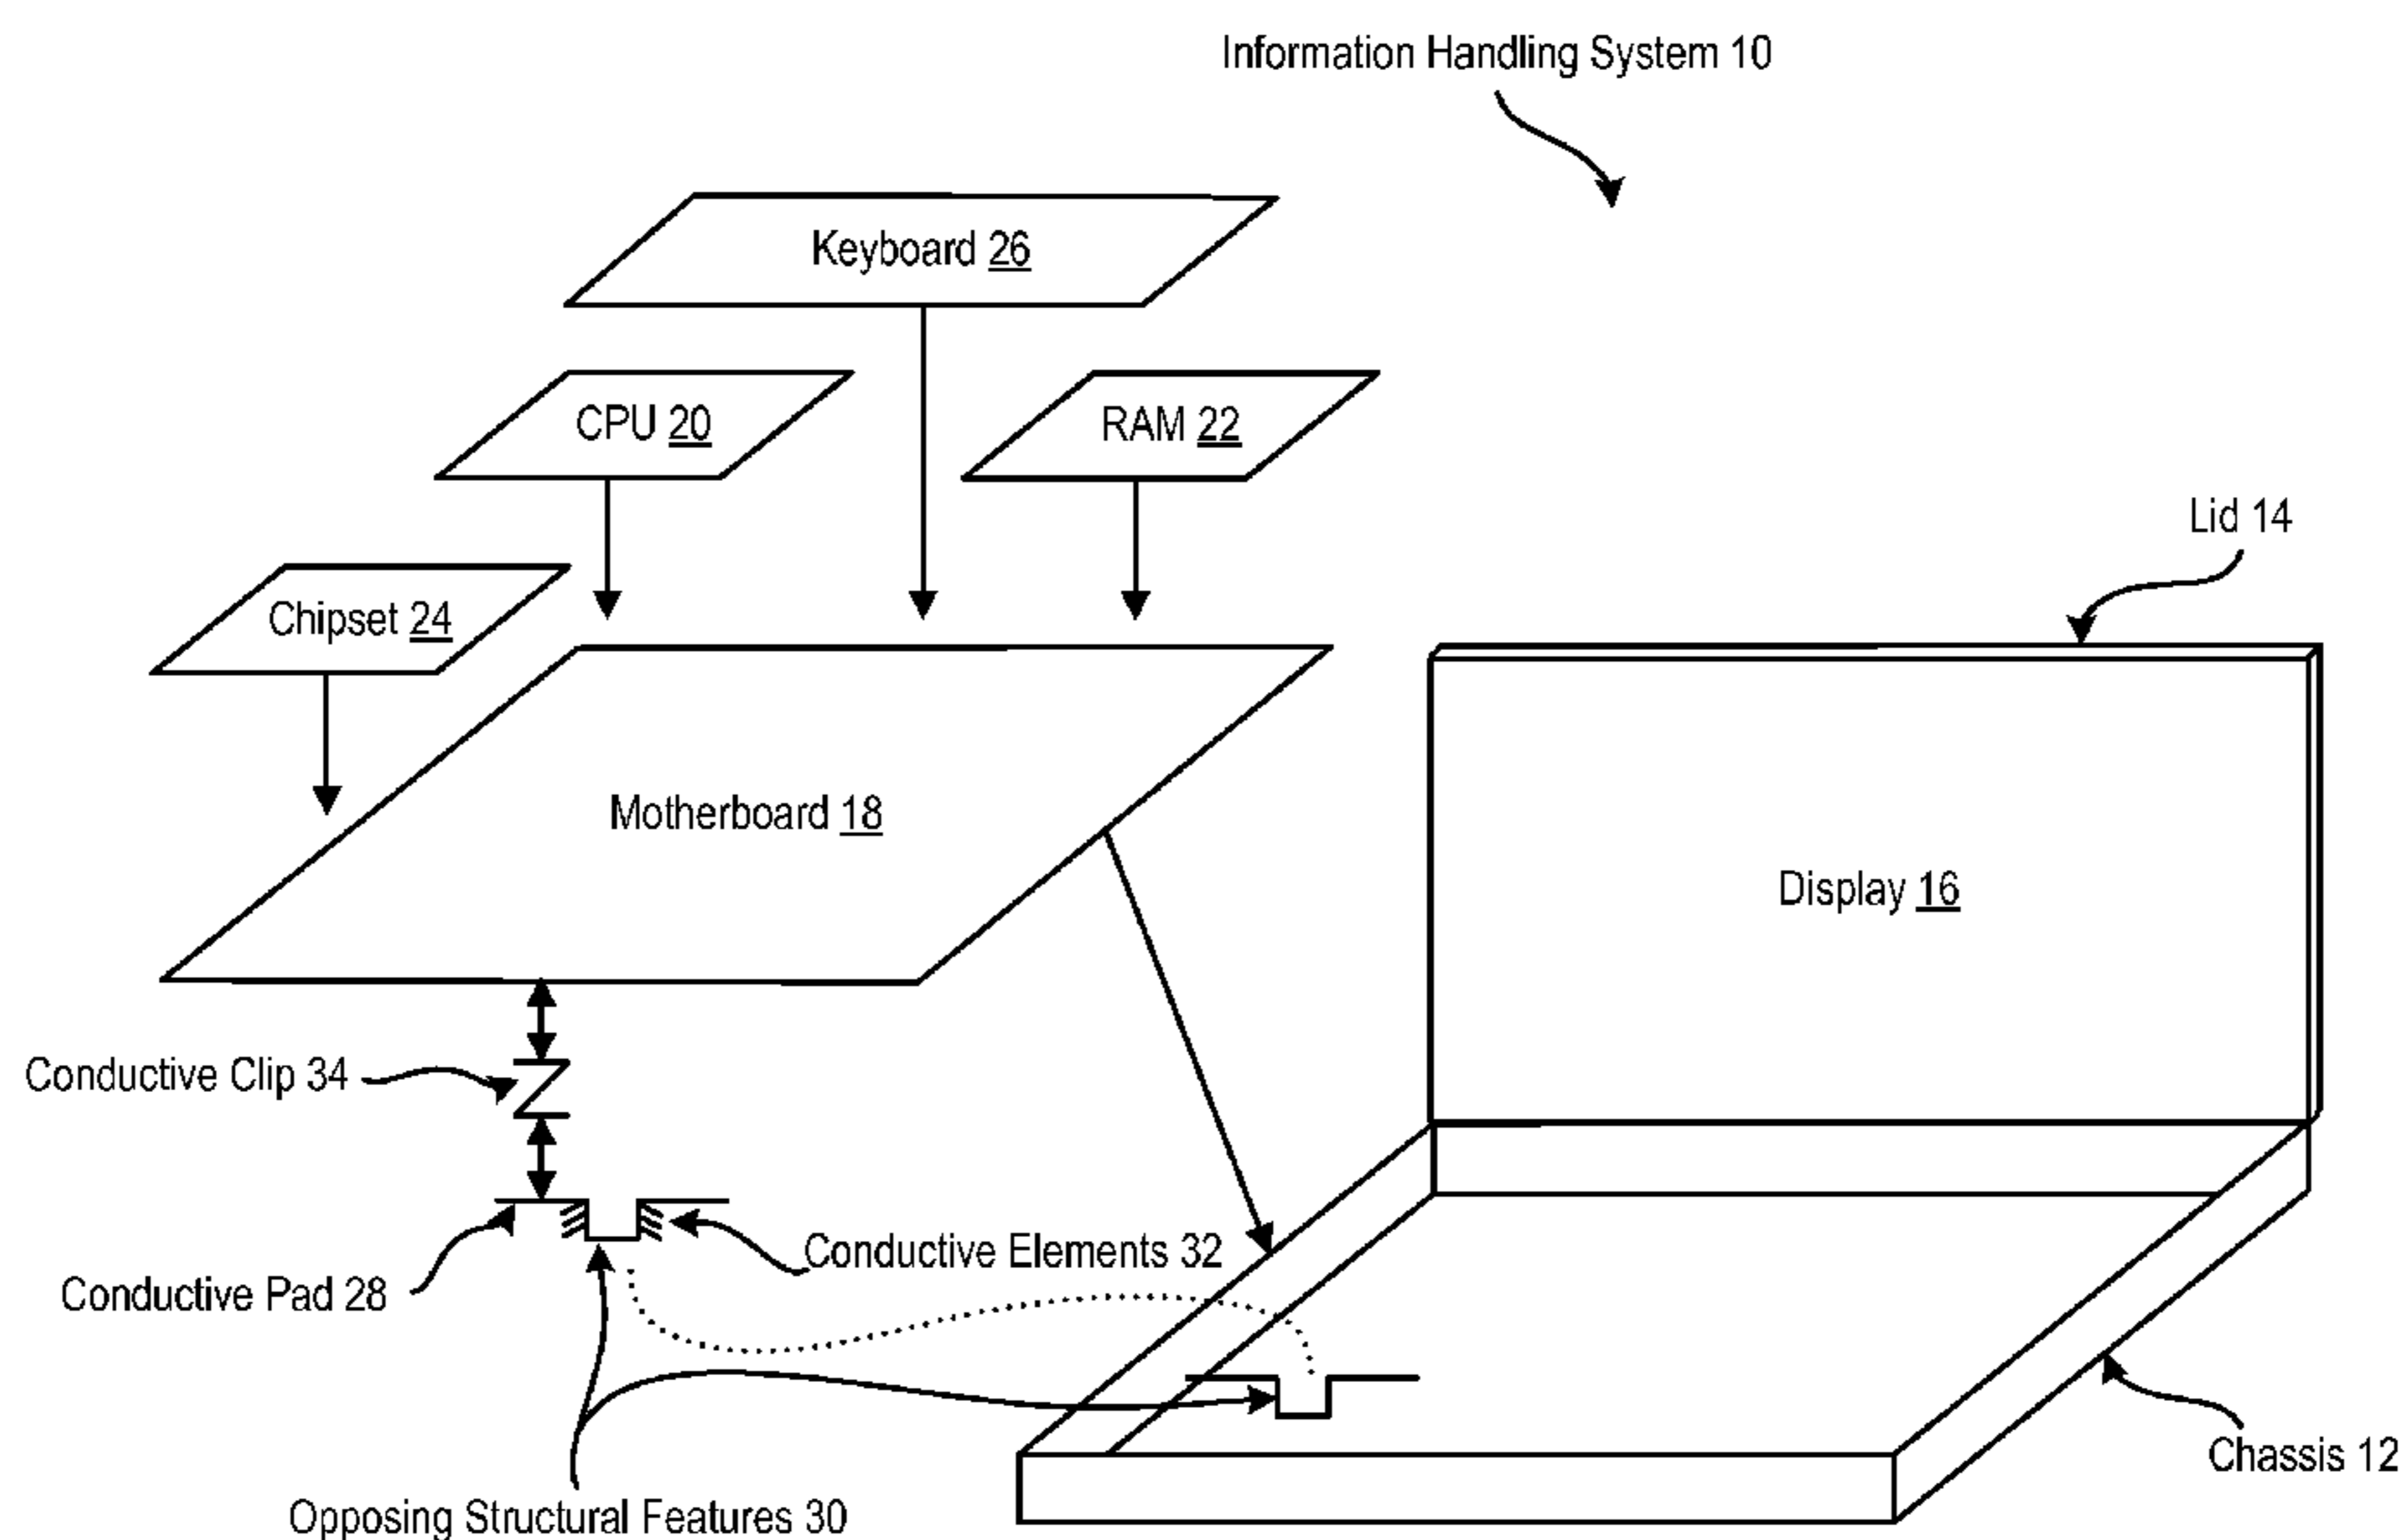 Information Handling System 10
Keyboard 26
CPU 20
RAM 22
Lid 14
Chipset 24
Motherboard 18
Display 16
Conductive Clip 34
Conductive Elements 32
Conductive Pad 28
Chassis 12
Opposing Structural Features 30